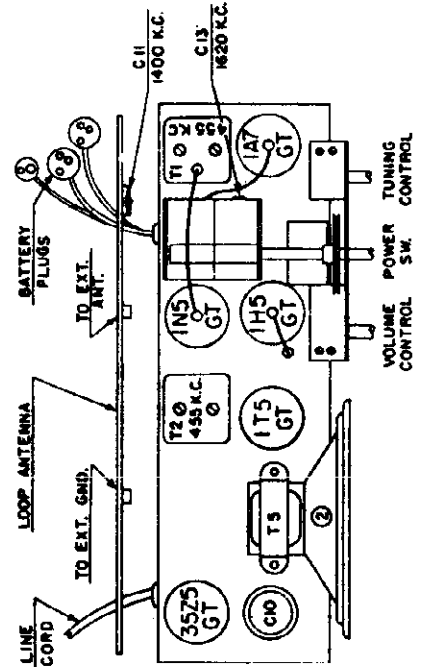 LINE
CORD
LOOP ANTENNA
BATTERY
PLUGS
TO EXT. GND.
TO EXT.
ANT.
C11
1400 K.C.
C13
1620 K.C.
35Z5
GT
T2
455 K.C.
1N5
GT
T1
455 KC
C10
T5
2
1T5
GT
1H5
GT
1A7
GT
VOLUME
CONTROL
POWER
SW.
TUNING
CONTROL